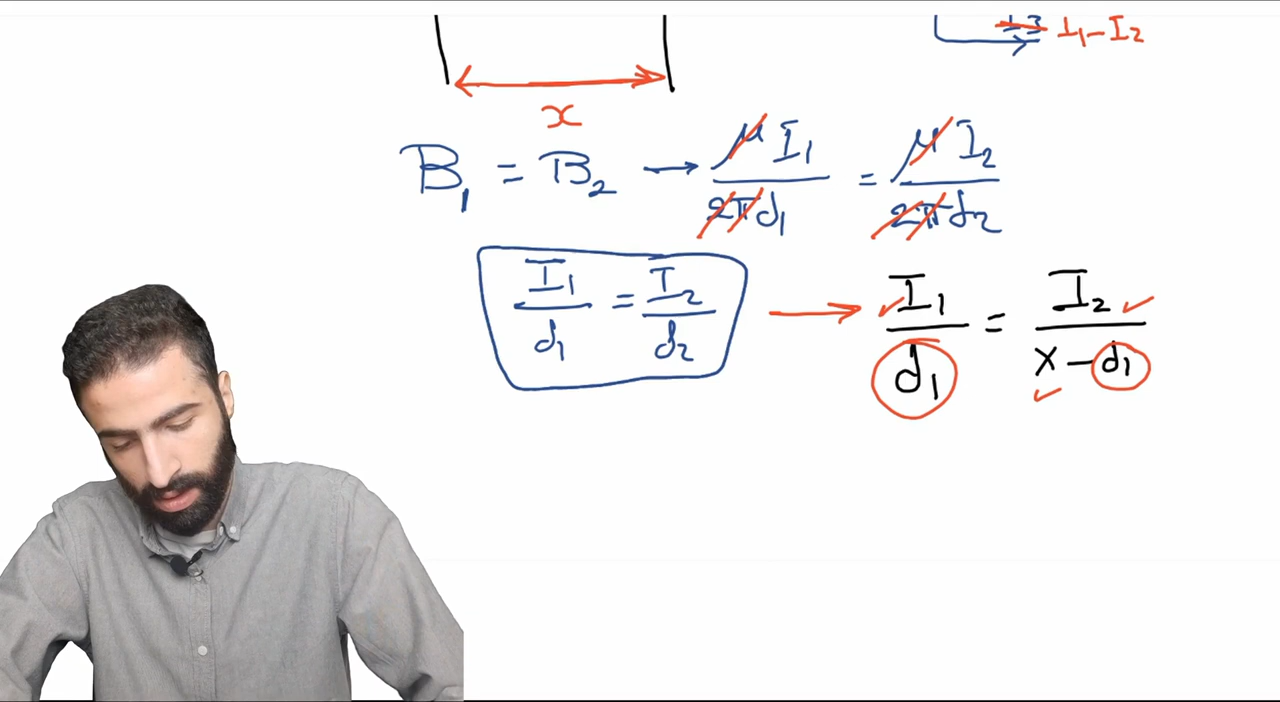 I₁ - I₂
x
B₁ = B₂ → μ I₁ / 2π d₁ = μ I₂ / 2π d₂
I₁ / d₁ = I₂ / d₂ → I₁ / d₁ = I₂ / x - d₁